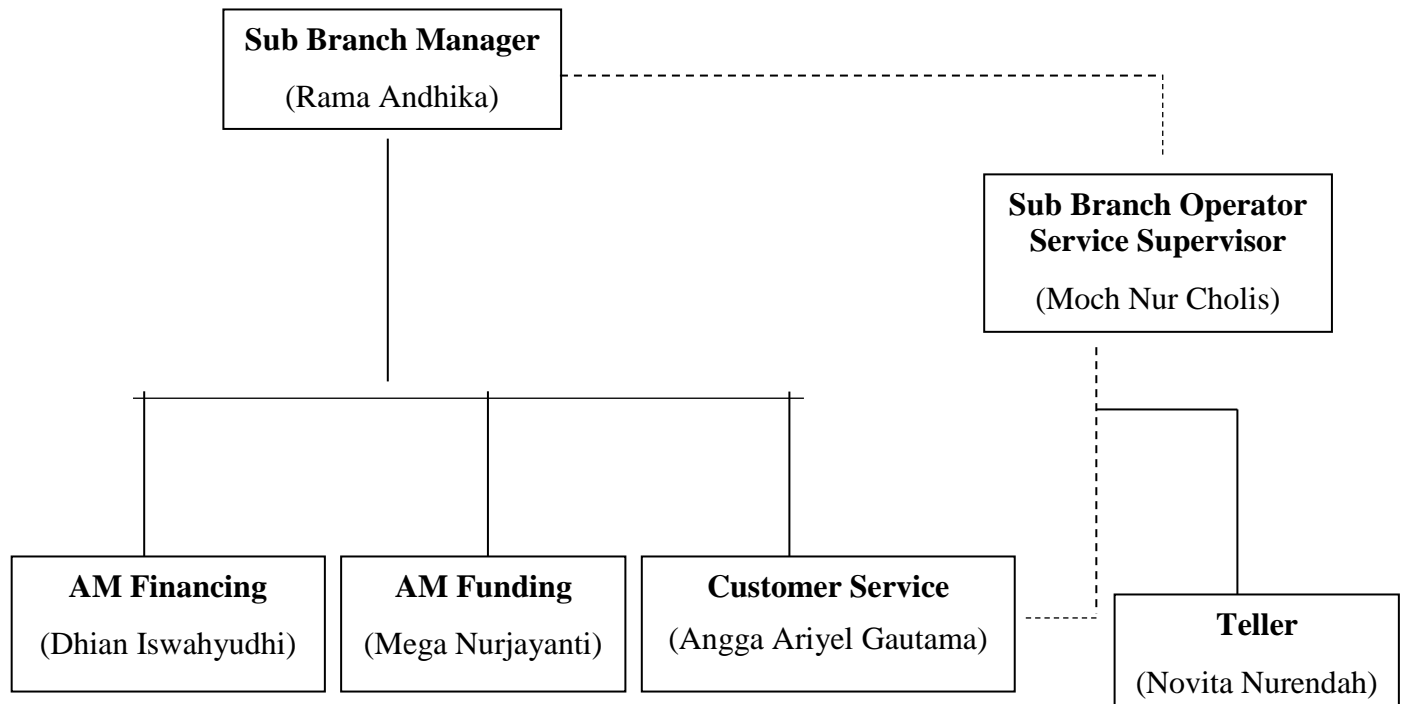 Sub Branch Manager
(Rama Andhika)
Sub Branch Operator
Service Supervisor
(Moch Nur Cholis)
AM Financing
(Dhian Iswahyudhi)
AM Funding
(Mega Nurjayanti)
Customer Service
(Angga Ariyel Gautama)
Teller
(Novita Nurendah)